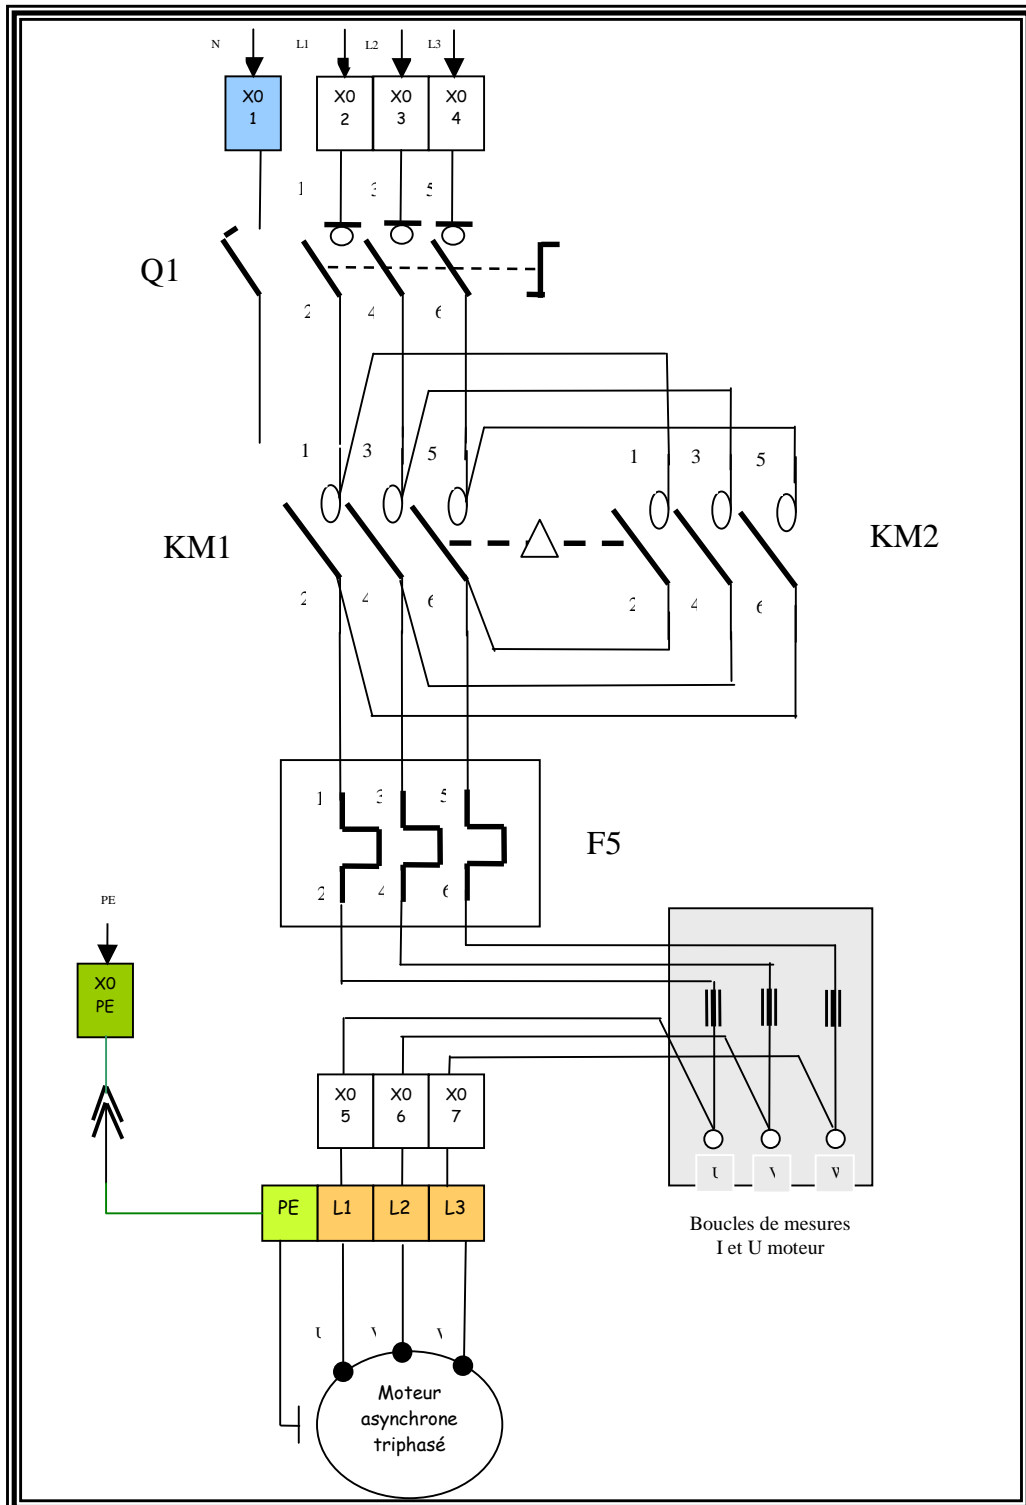 N L1 L2 L3
X0 X0 X0 X0
1 2 3 4
1 3 5
Q1
2 4 6
1 3 5 1 3 5
KM1 KM2
2 4 6 2 4 6
1 3 5
F5
2 4 6
PE
X0
PE
X0 X0 X0
5 6 7
U V W
PE L1 L2 L3
Boucles de mesures
I et U moteur
U V
Moteur
asynchrone
triphasé